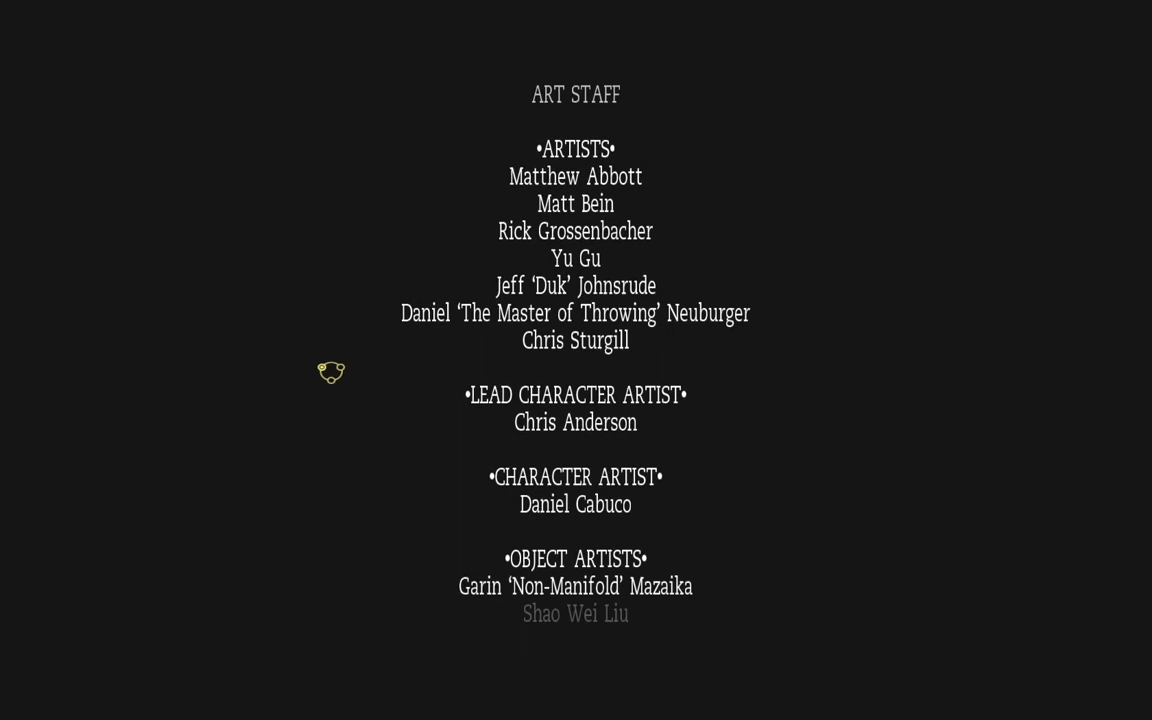 ART STAFF
•ARTISTS•
Matthew Abbott
Matt Bein
Rick Grossenbacher
Yu Gu
Jeff ‘Duk’ Johnsrude
Daniel ‘The Master of Throwing’ Neuburger
Chris Sturgill
•LEAD CHARACTER ARTIST•
Chris Anderson
•CHARACTER ARTIST•
Daniel Cabuco
•OBJECT ARTISTS•
Garin ‘Non-Manifold’ Mazaika
Shao Wei Liu